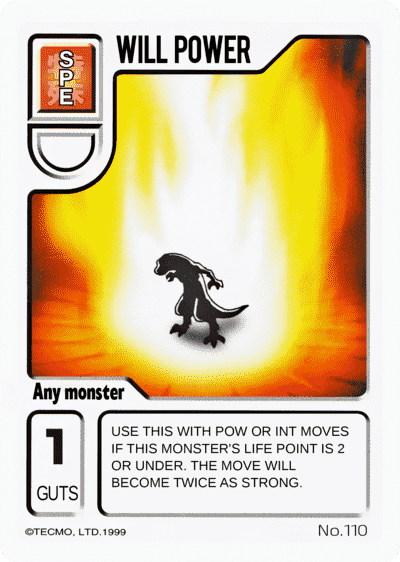 WILL POWER
SPE
Any monster
1
GUTS
USE THIS WITH POW OR INT MOVES
IF THIS MONSTER'S LIFE POINT IS 2
OR UNDER. THE MOVE WILL
BECOME TWICE AS STRONG.
©TECMO, LTD.1999
No.110